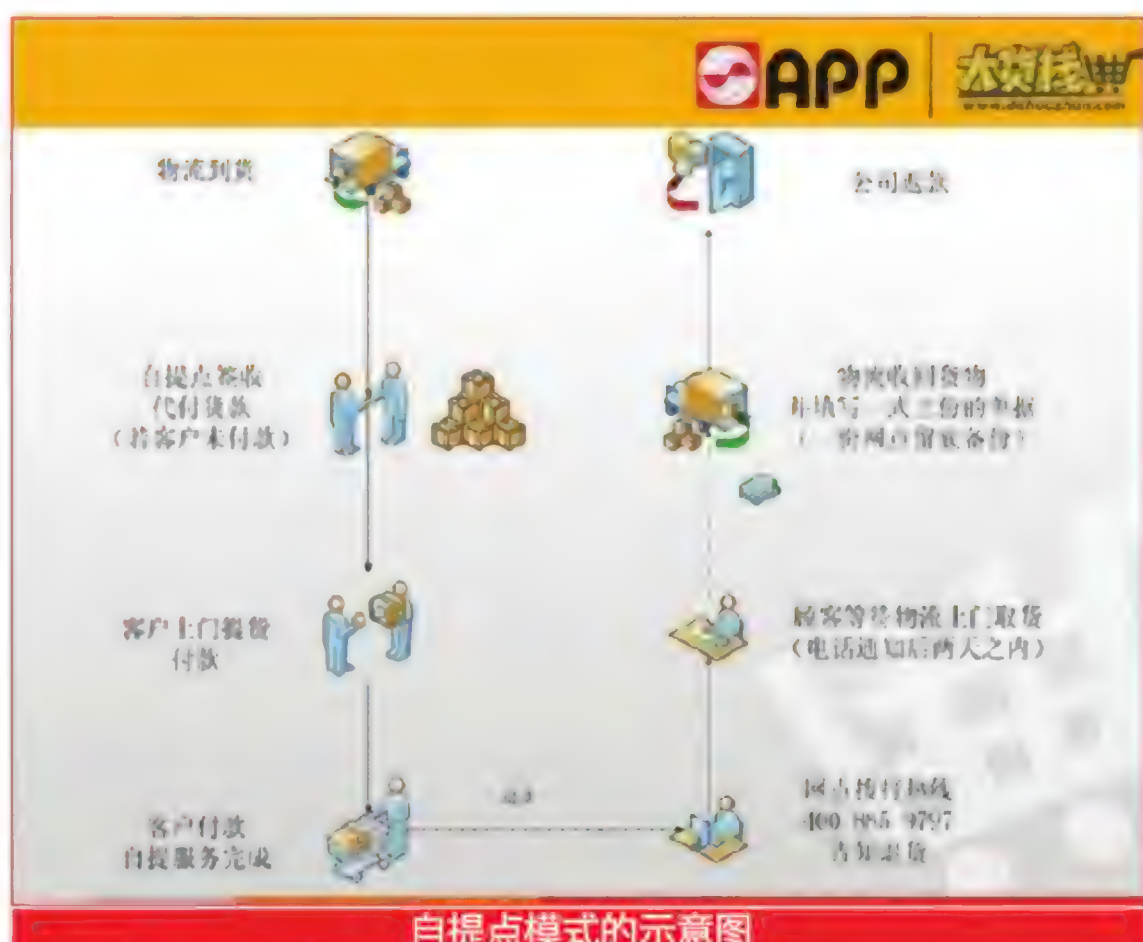 APP
大货栈
www.dahuozhan.com
物流到货
公司返款
自提点签收
代付货款
（若客户未付款）
物流收回货物
并填写一式二份的单据
（一份网点留底备份）
客户上门提货
付款
顾客等待物流上门取货
（电话通知后两天之内）
客户付款
自提服务完成
网点拨打热线
400 885 9797
告知退货
自提点模式的示意图